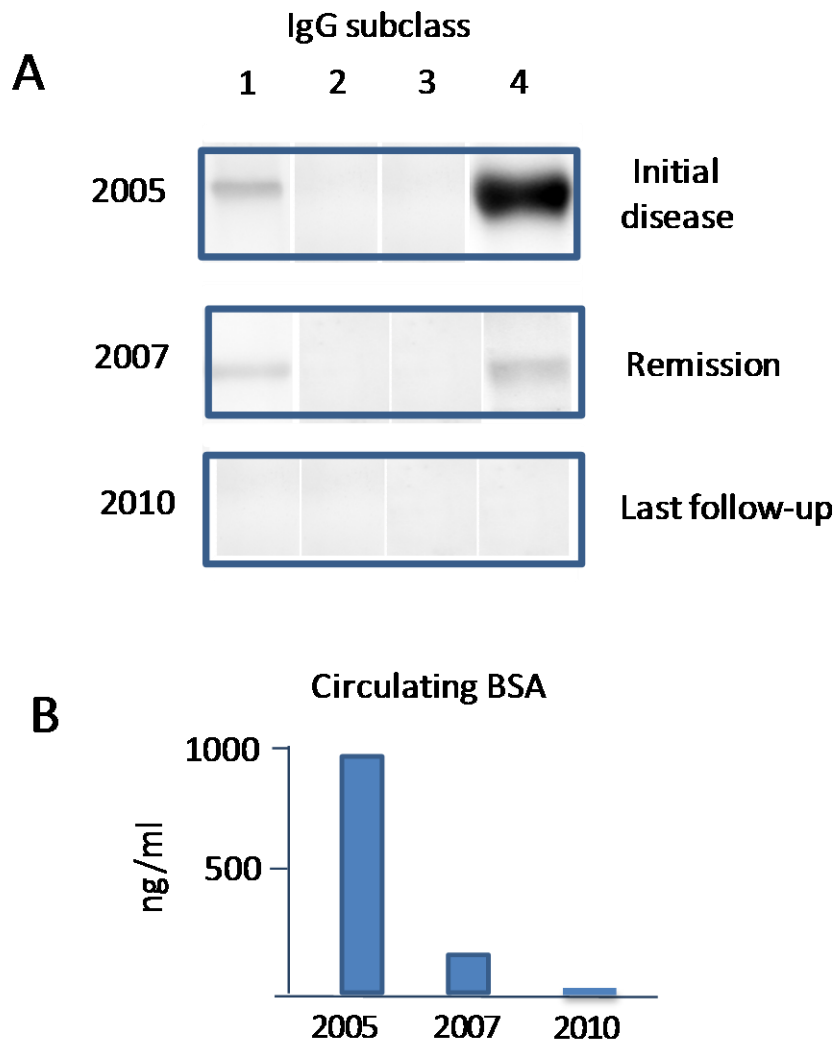 IgG subclass
A
1 2 3 4
2005
Initial
disease
2007
Remission
2010
Last follow-up
Circulating BSA
B
1000
500
ng/ml
2005 2007 2010